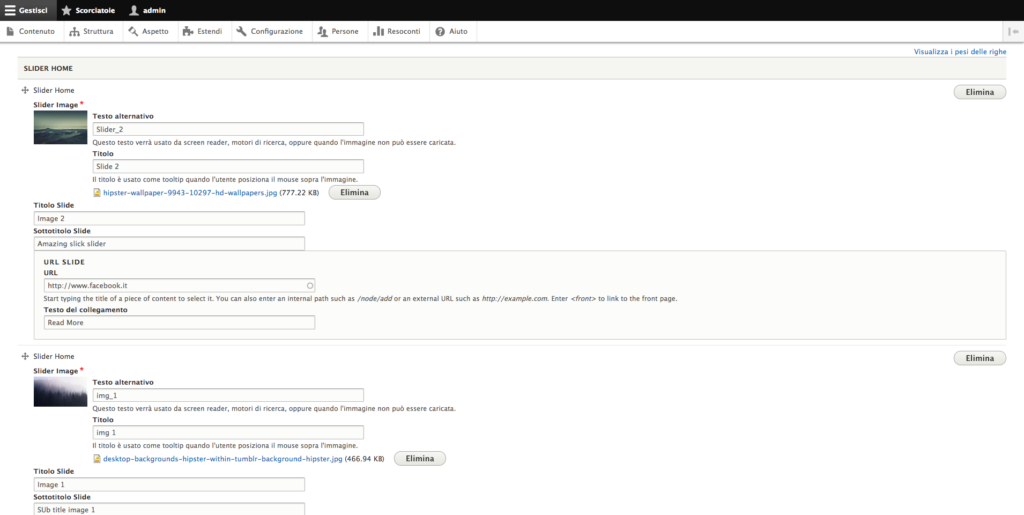 Gestisci Scorciatoie admin
Contenuto Struttura Aspetto Estendi Configurazione Persone Resoconti Aiuto
Visualizza i pesi delle righe
SLIDER HOME
Slider Home Elimina
Slider Image *
Testo alternativo
Slider_2
Questo testo verrà usato da screen reader, motori di ricerca, oppure quando l'immagine non può essere caricata.
Titolo
Slide 2
Il titolo è usato come tooltip quando l'utente posiziona il mouse sopra l'immagine.
hipster-wallpaper-9943-10297-hd-wallpapers.jpg (777.22 KB) Elimina
Titolo Slide
Image 2
Sottotitolo Slide
Amazing slick slider
URL SLIDE
URL
http://www.facebook.it
Start typing the title of a piece of content to select it. You can also enter an internal path such as /node/add or an external URL such as http://example.com. Enter <front> to link to the front page.
Testo del collegamento
Read More
Slider Home Elimina
Slider Image *
Testo alternativo
img_1
Questo testo verrà usato da screen reader, motori di ricerca, oppure quando l'immagine non può essere caricata.
Titolo
img 1
Il titolo è usato come tooltip quando l'utente posiziona il mouse sopra l'immagine.
desktop-backgrounds-hipster-within-tumblr-background-hipster.jpg (466.94 KB) Elimina
Titolo Slide
Image 1
Sottotitolo Slide
SUb title image 1